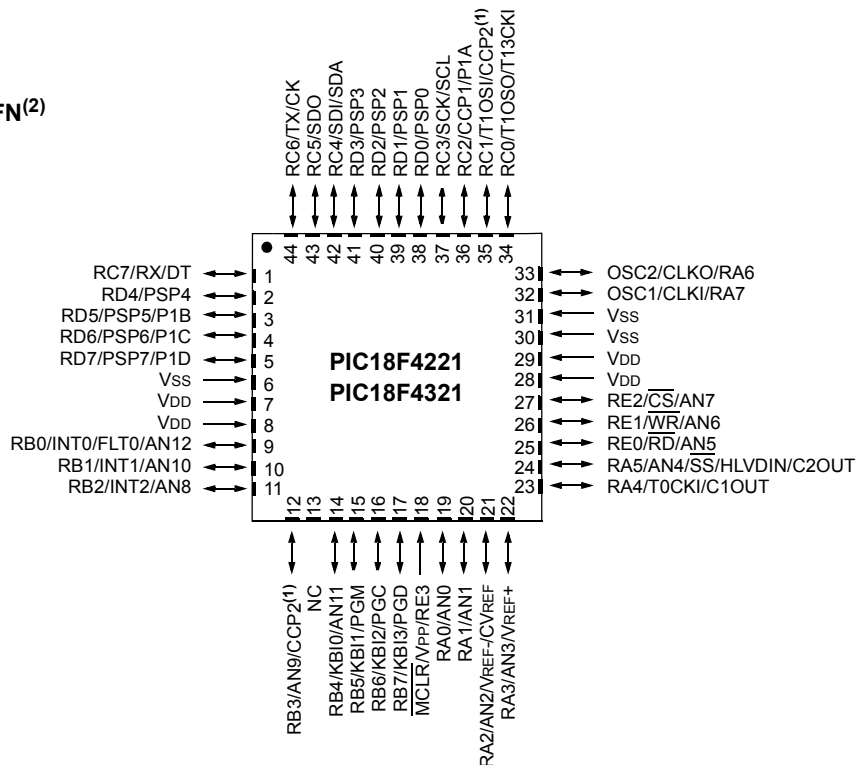 FN(2)
RC6/TX/CK
RC5/SDO
RC4/SDI/SDA
RD3/PSP3
RD2/PSP2
RD1/PSP1
RD0/PSP0
RC3/SCK/SCL
RC2/CCP1/P1A
RC1/T1OSI/CCP2(1)
RC0/T1OSO/T13CKI
44
43
42
41
40
39
38
37
36
35
34
RC7/RX/DT 1
RD4/PSP4 2
RD5/PSP5/P1B 3
RD6/PSP6/P1C 4
RD7/PSP7/P1D 5
VSS 6
VDD 7
VDD 8
RB0/INT0/FLT0/AN12 9
RB1/INT1/AN10 10
RB2/INT2/AN8 11
PIC18F4221
PIC18F4321
33 OSC2/CLKO/RA6
32 OSC1/CLKI/RA7
31 VSS
30 VSS
29 VDD
28 VDD
27 RE2/CS/AN7
26 RE1/WR/AN6
25 RE0/RD/AN5
24 RA5/AN4/SS/HLVDIN/C2OUT
23 RA4/T0CKI/C1OUT
12
13
14
15
16
17
18
19
20
21
22
RB3/AN9/CCP2(1)
NC
RB4/KBI0/AN11
RB5/KBI1/PGM
RB6/KBI2/PGC
RB7/KBI3/PGD
MCLR/VPP/RE3
RA0/AN0
RA1/AN1
RA2/AN2/VREF-/CVREF
RA3/AN3/VREF+